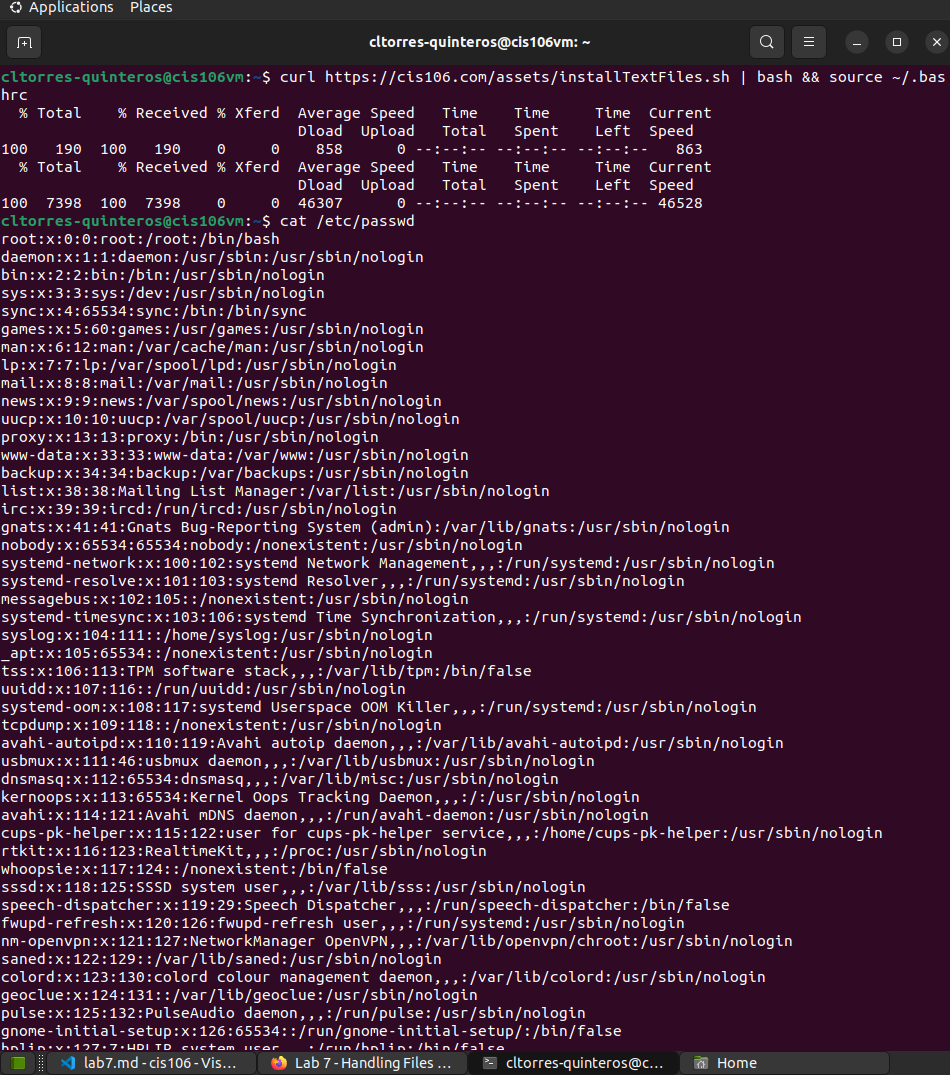 Applications Places
cltorres-quinteros@cis106vm: ~
cltorres-quinteros@cis106vm:~$ curl https://cis106.com/assets/installTextFiles.sh | bash && source ~/.bas
hrc
  % Total    % Received % Xferd  Average Speed   Time    Time     Time  Current
                                 Dload  Upload   Total   Spent    Left  Speed
100   190  100   190    0     0    858      0 --:--:-- --:--:-- --:--:--   863
  % Total    % Received % Xferd  Average Speed   Time    Time     Time  Current
                                 Dload  Upload   Total   Spent    Left  Speed
100  7398  100  7398    0     0  46307      0 --:--:-- --:--:-- --:--:-- 46528
cltorres-quinteros@cis106vm:~$ cat /etc/passwd
root:x:0:0:root:/root:/bin/bash
daemon:x:1:1:daemon:/usr/sbin:/usr/sbin/nologin
bin:x:2:2:bin:/bin:/usr/sbin/nologin
sys:x:3:3:sys:/dev:/usr/sbin/nologin
sync:x:4:65534:sync:/bin:/bin/sync
games:x:5:60:games:/usr/games:/usr/sbin/nologin
man:x:6:12:man:/var/cache/man:/usr/sbin/nologin
lp:x:7:7:lp:/var/spool/lpd:/usr/sbin/nologin
mail:x:8:8:mail:/var/mail:/usr/sbin/nologin
news:x:9:9:news:/var/spool/news:/usr/sbin/nologin
uucp:x:10:10:uucp:/var/spool/uucp:/usr/sbin/nologin
proxy:x:13:13:proxy:/bin:/usr/sbin/nologin
www-data:x:33:33:www-data:/var/www:/usr/sbin/nologin
backup:x:34:34:backup:/var/backups:/usr/sbin/nologin
list:x:38:38:Mailing List Manager:/var/list:/usr/sbin/nologin
irc:x:39:39:ircd:/run/ircd:/usr/sbin/nologin
gnats:x:41:41:Gnats Bug-Reporting System (admin):/var/lib/gnats:/usr/sbin/nologin
nobody:x:65534:65534:nobody:/nonexistent:/usr/sbin/nologin
systemd-network:x:100:102:systemd Network Management,,,:/run/systemd:/usr/sbin/nologin
systemd-resolve:x:101:103:systemd Resolver,,,:/run/systemd:/usr/sbin/nologin
messagebus:x:102:105::/nonexistent:/usr/sbin/nologin
systemd-timesync:x:103:106:systemd Time Synchronization,,,:/run/systemd:/usr/sbin/nologin
syslog:x:104:111::/home/syslog:/usr/sbin/nologin
_apt:x:105:65534::/nonexistent:/usr/sbin/nologin
tss:x:106:113:TPM software stack,,,:/var/lib/tpm:/bin/false
uuidd:x:107:116::/run/uuidd:/usr/sbin/nologin
systemd-oom:x:108:117:systemd Userspace OOM Killer,,,:/run/systemd:/usr/sbin/nologin
tcpdump:x:109:118::/nonexistent:/usr/sbin/nologin
avahi-autoipd:x:110:119:Avahi autoip daemon,,,:/var/lib/avahi-autoipd:/usr/sbin/nologin
usbmux:x:111:46:usbmux daemon,,,:/var/lib/usbmux:/usr/sbin/nologin
dnsmasq:x:112:65534:dnsmasq,,,:/var/lib/misc:/usr/sbin/nologin
kernoops:x:113:65534:Kernel Oops Tracking Daemon,,,:/:/usr/sbin/nologin
avahi:x:114:121:Avahi mDNS daemon,,,:/run/avahi-daemon:/usr/sbin/nologin
cups-pk-helper:x:115:122:user for cups-pk-helper service,,,:/home/cups-pk-helper:/usr/sbin/nologin
rtkit:x:116:123:RealtimeKit,,,:/proc:/usr/sbin/nologin
whoopsie:x:117:124::/nonexistent:/bin/false
sssd:x:118:125:SSSD system user,,,:/var/lib/sss:/usr/sbin/nologin
speech-dispatcher:x:119:29:Speech Dispatcher,,,:/run/speech-dispatcher:/bin/false
fwupd-refresh:x:120:126:fwupd-refresh user,,,:/run/systemd:/usr/sbin/nologin
nm-openvpn:x:121:127:NetworkManager OpenVPN,,,:/var/lib/openvpn/chroot:/usr/sbin/nologin
saned:x:122:129::/var/lib/saned:/usr/sbin/nologin
colord:x:123:130:colord colour management daemon,,,:/var/lib/colord:/usr/sbin/nologin
geoclue:x:124:131::/var/lib/geoclue:/usr/sbin/nologin
pulse:x:125:132:PulseAudio daemon,,,:/run/pulse:/usr/sbin/nologin
gnome-initial-setup:x:126:65534::/run/gnome-initial-setup/:/bin/false
hplip:x:127:7:HPLIP system user,,,:/run/hplip:/bin/false
lab7.md - cis106 - Vis... Lab 7 - Handling Files ... cltorres-quinteros@c... Home